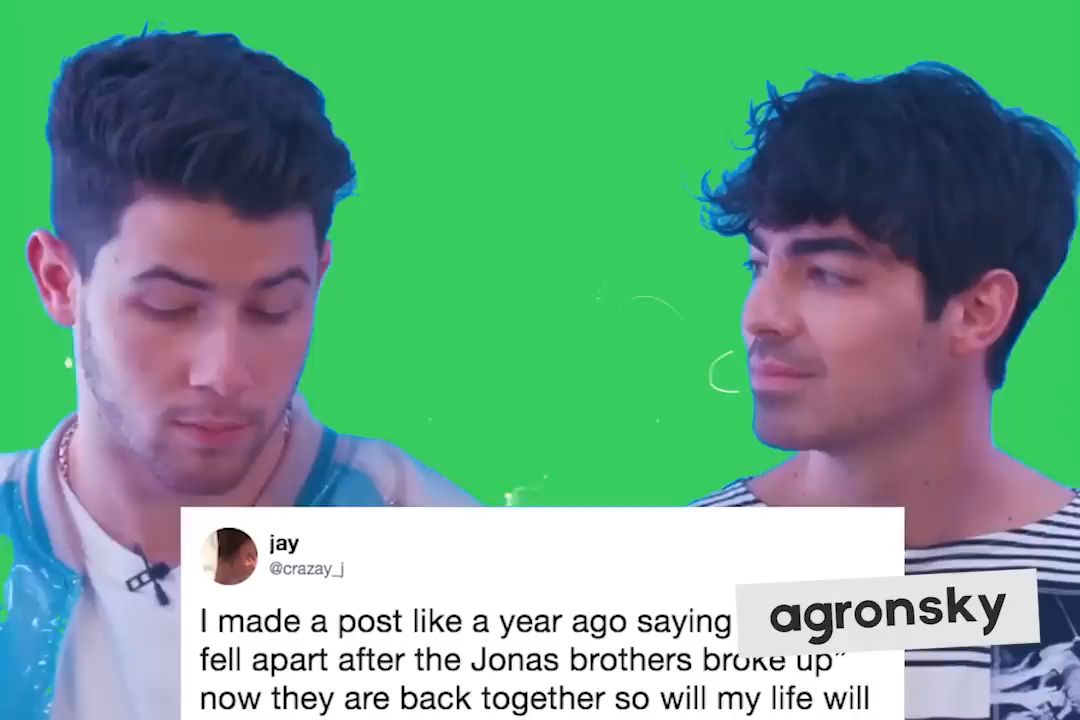 jay
@crazay_j
I made a post like a year ago saying
fell apart after the Jonas brothers broke up”
now they are back together so will my life will
agronsky